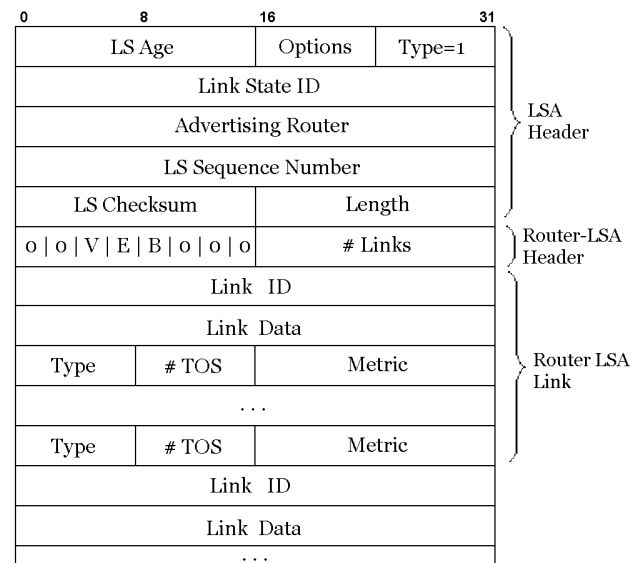 0 8 16 31
LS Age Options Type=1
Link State ID
Advertising Router
LS Sequence Number
LS Checksum Length
LSA
Header
0 | 0 | V | E | B | 0 | 0 | 0 # Links
Router-LSA
Header
Link ID
Link Data
Type # TOS Metric
. . .
Type # TOS Metric
Router LSA
Link
Link ID
Link Data
. . .